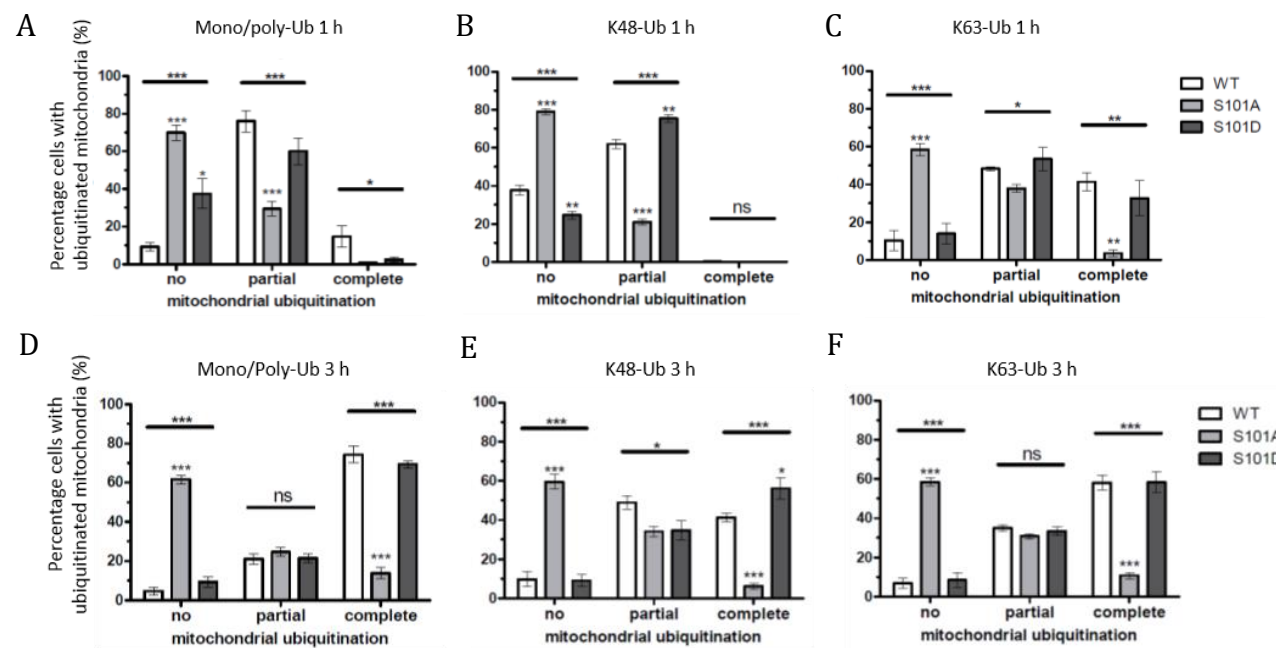 A
Mono/poly-Ub 1 h
Percentage cells with
ubiquitinated mitochondria (%)
100
80
60
40
20
0
***
***
***
*
***
*
no
partial
complete
mitochondrial ubiquitination
B
K48-Ub 1 h
100
80
60
40
20
0
***
***
***
**
***
**
ns
no
partial
complete
mitochondrial ubiquitination
C
K63-Ub 1 h
100
80
60
40
20
0
***
*
**
***
**
no
partial
complete
mitochondrial ubiquitination
WT
S101A
S101D
D
Mono/Poly-Ub 3 h
Percentage cells with
ubiquitinated mitochondria (%)
100
80
60
40
20
0
***
***
***
ns
***
no
partial
complete
mitochondrial ubiquitination
E
K48-Ub 3 h
100
80
60
40
20
0
***
***
*
***
*
***
no
partial
complete
mitochondrial ubiquitination
F
K63-Ub 3 h
100
80
60
40
20
0
***
***
ns
***
***
no
partial
complete
mitochondrial ubiquitination
WT
S101A
S101D